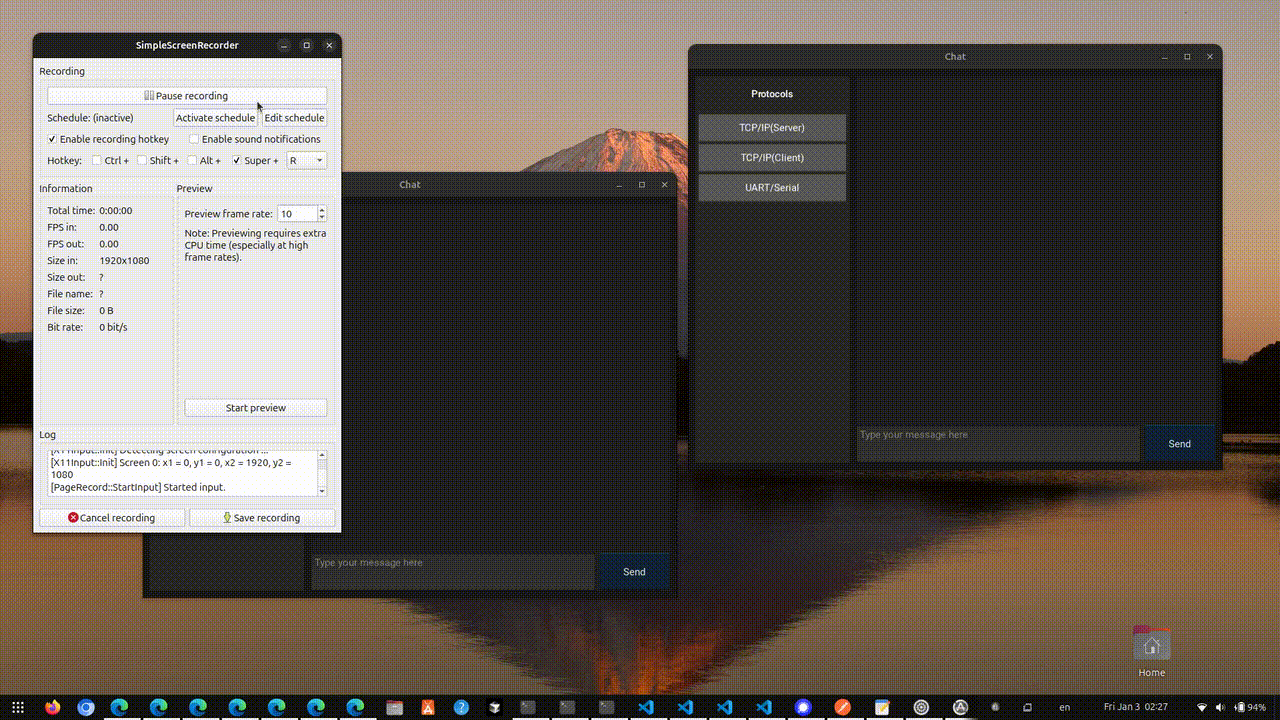 SimpleScreenRecorder
Recording
Pause recording
Schedule: (inactive)
Activate schedule
Edit schedule
Enable recording hotkey
Enable sound notifications
Hotkey:
Ctrl +
Shift +
Alt +
Super +
R
Information
Total time: 0:00:00
FPS in: 0.00
FPS out: 0.00
Size in: 1920x1080
Size out: ?
File name: ?
File size: 0 B
Bit rate: 0 bit/s
Preview
Preview frame rate: 10
Note: Previewing requires extra
CPU time (especially at high
frame rates).
Start preview
Log
[X11Input::Init] Detecting screen configuration ...
[X11Input::Init] Screen 0: x1 = 0, y1 = 0, x2 = 1920, y2 =
1080
[PageRecord::StartInput] Started input.
Cancel recording
Save recording
Chat
Type your message here
Send
Chat
Protocols
TCP/IP(Server)
TCP/IP(Client)
UART/Serial
Type your message here
Send
Home
en
Fri Jan 3 02:27
94%